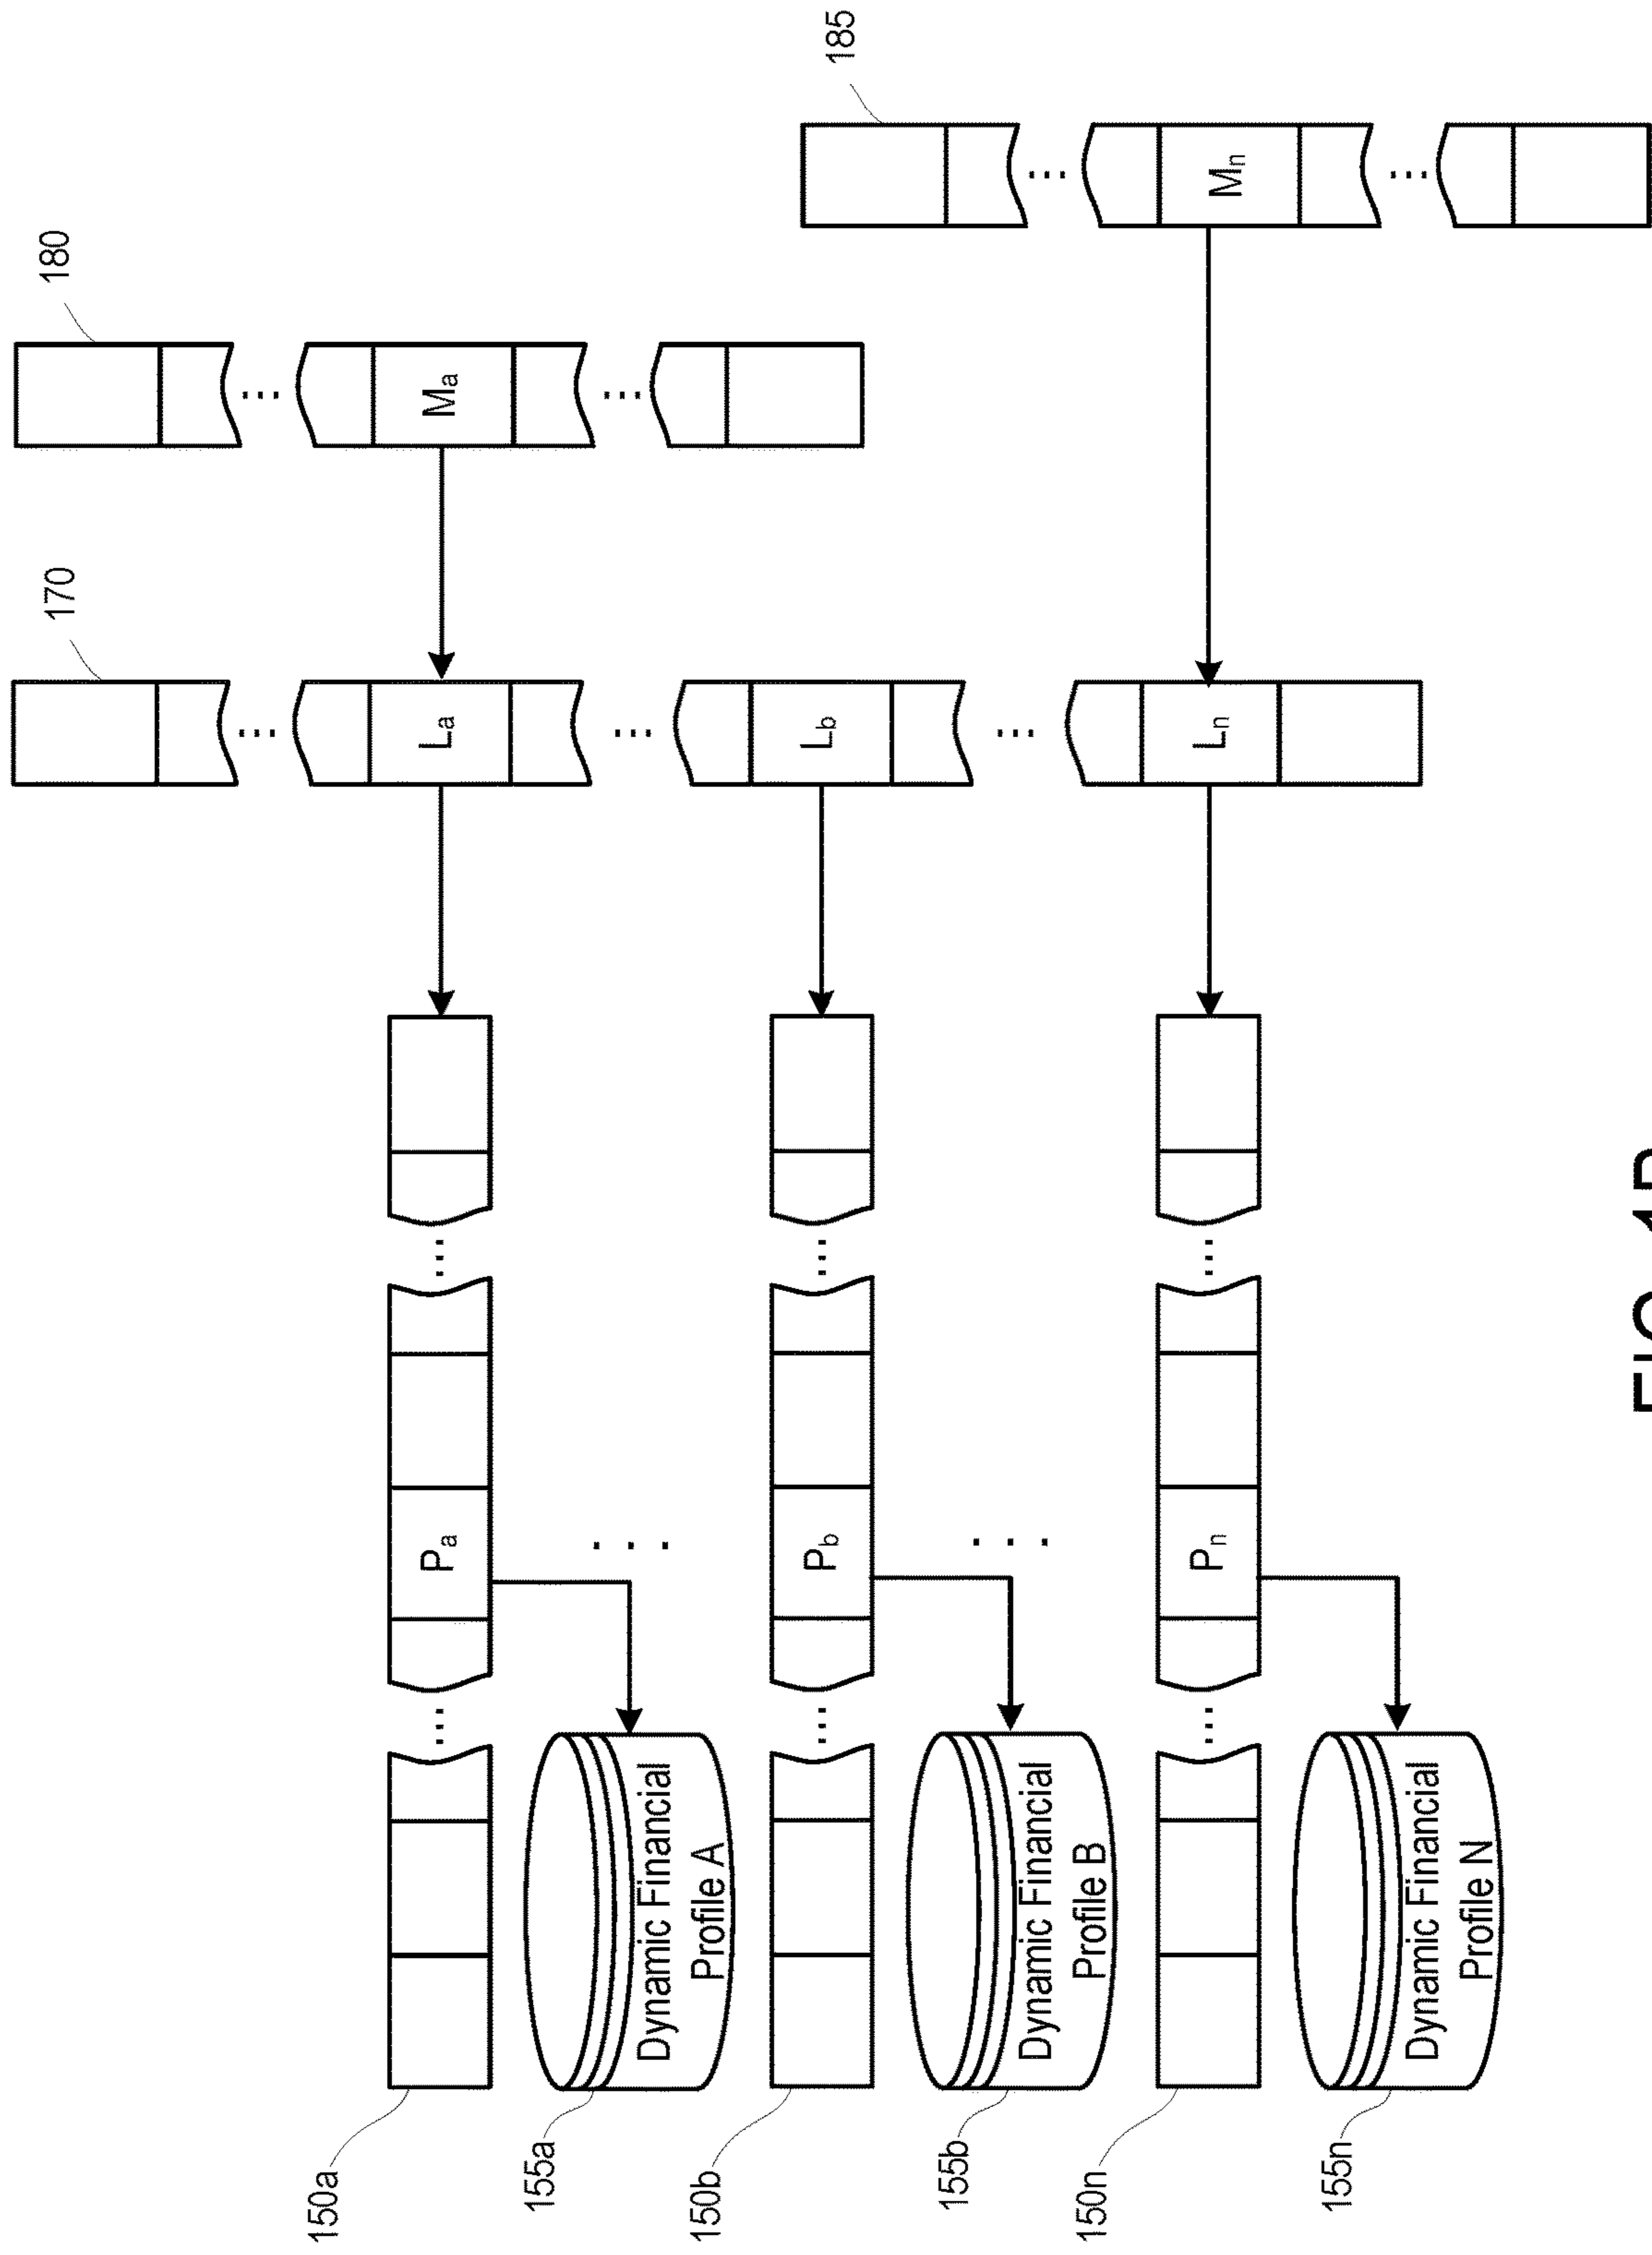 170
180
150a
Pa
La
Ma
...
155a
Dynamic Financial
Profile A
150b
Pb
Lb
185
155b
Dynamic Financial
Profile B
150n
Pn
Ln
Mn
155n
Dynamic Financial
Profile N
FIG